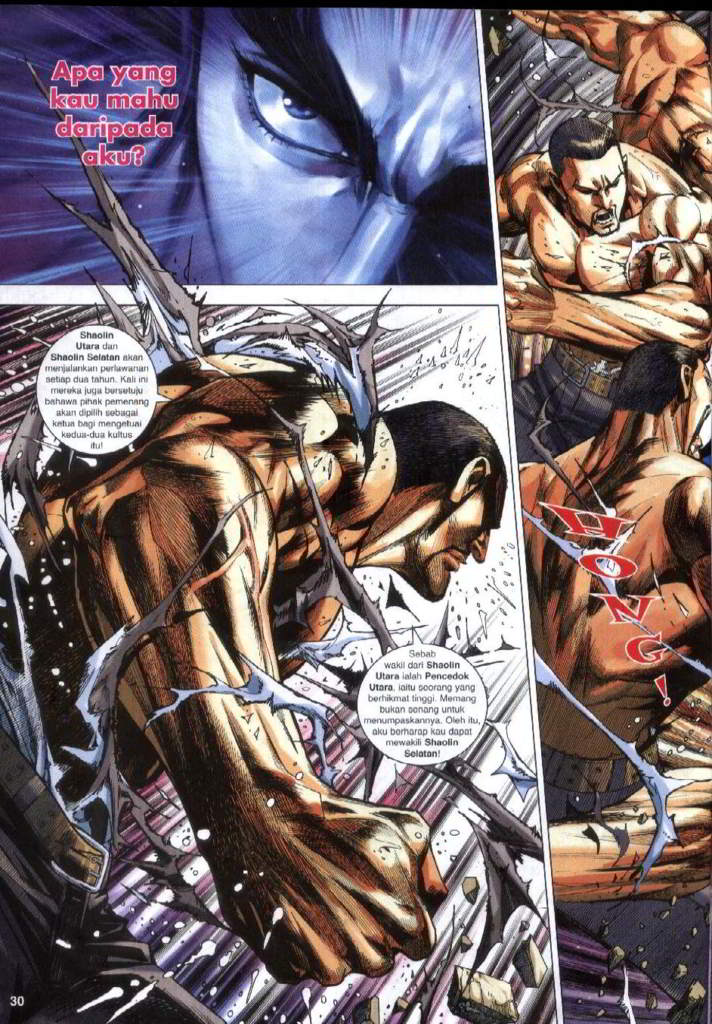 Apa yang
kau mahu
daripada
aku?
Shaolin
Utara dan
Shaolin Selatan akan
menjalankan perlawanan
setiap dua tahun. Kali ini
mereka juga bersetuju
bahawa pihak pemenang
akan dipilih sebagai
ketua bagi mengetuai
kedua-dua kultus
itu!
Sebab
wakil dari Shaolin
Utara ialah Pencedok
Utara, iaitu seorang yang
berhikmat tinggi. Memang
bukan senang untuk
menumpaskannya. Oleh itu,
aku berharap kau dapat
mewakili Shaolin
Selatan!
HONG!
30